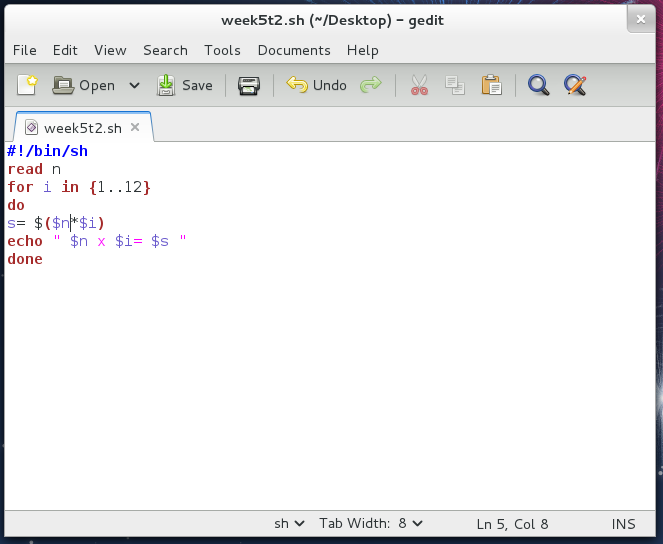 week5t2.sh (~/Desktop) – gedit
File Edit View Search Tools Documents Help
Open Save Undo
week5t2.sh
#!/bin/sh
read n
for i in {1..12}
do
s= $($n*$i)
echo " $n x $i= $s "
done
sh Tab Width: 8 Ln 5, Col 8 INS